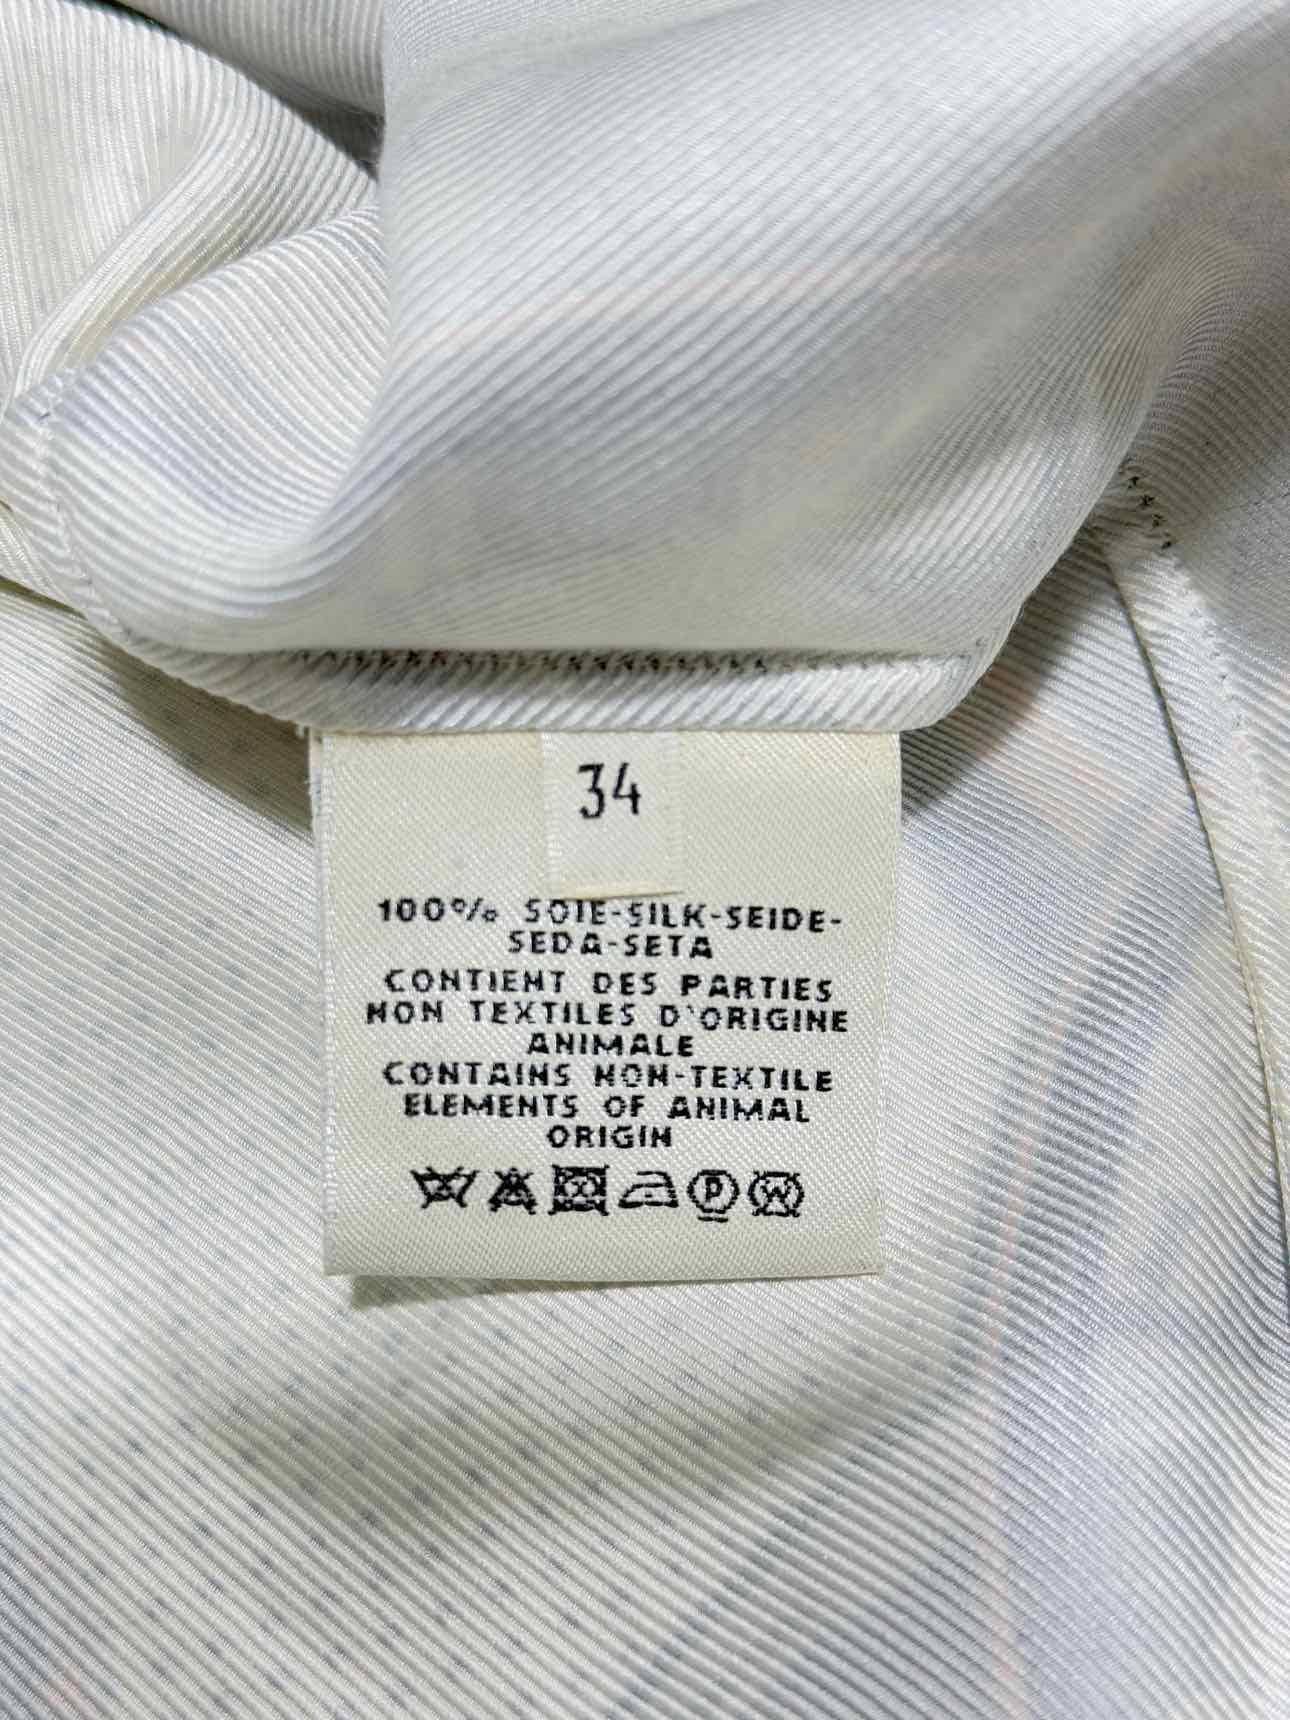 34
100% SOIE-SILK-SEIDE-
SEDA-SETA
CONTIENT DES PARTIES
NON TEXTILES D'ORIGINE
ANIMALE
CONTAINS NON-TEXTILE
ELEMENTS OF ANIMAL
ORIGIN
P W